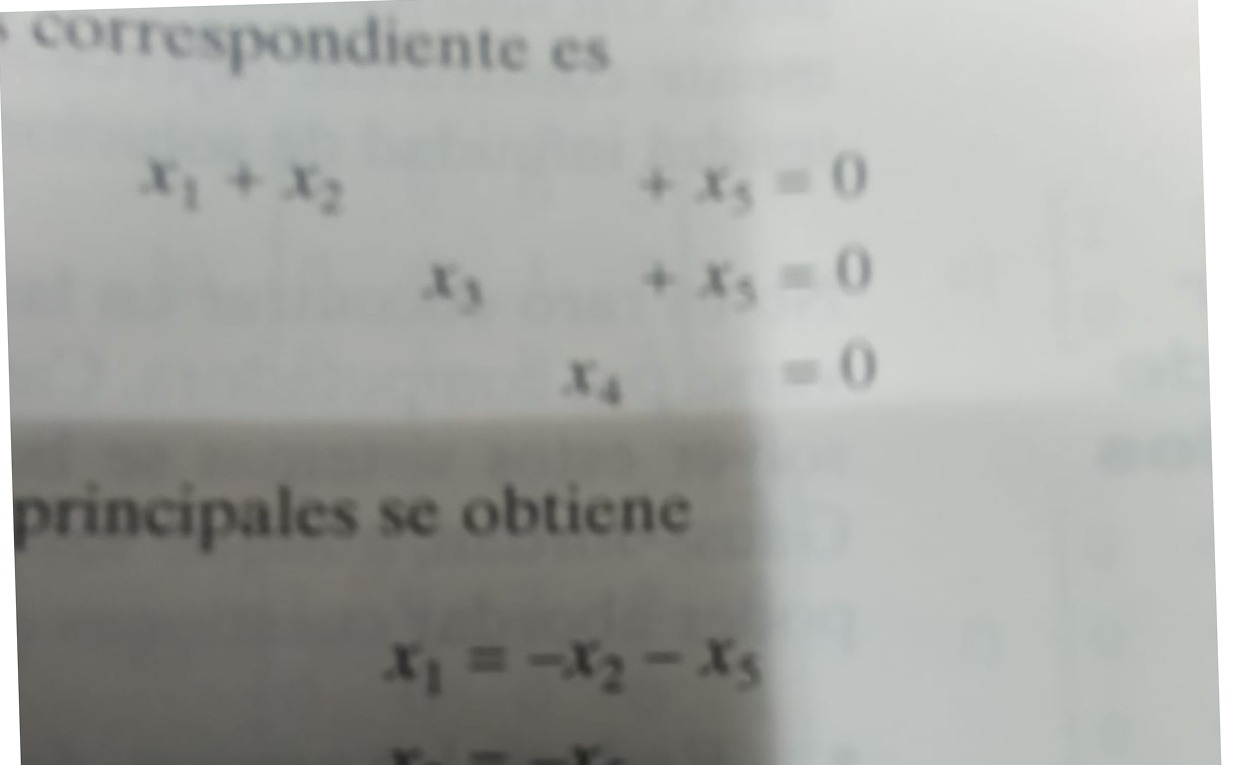 correspondiente es
x₁ + x₂ + x₅ = 0
x₃ + x₅ = 0
x₄ = 0
principales se obtiene
x₁ = −x₂ − x₅